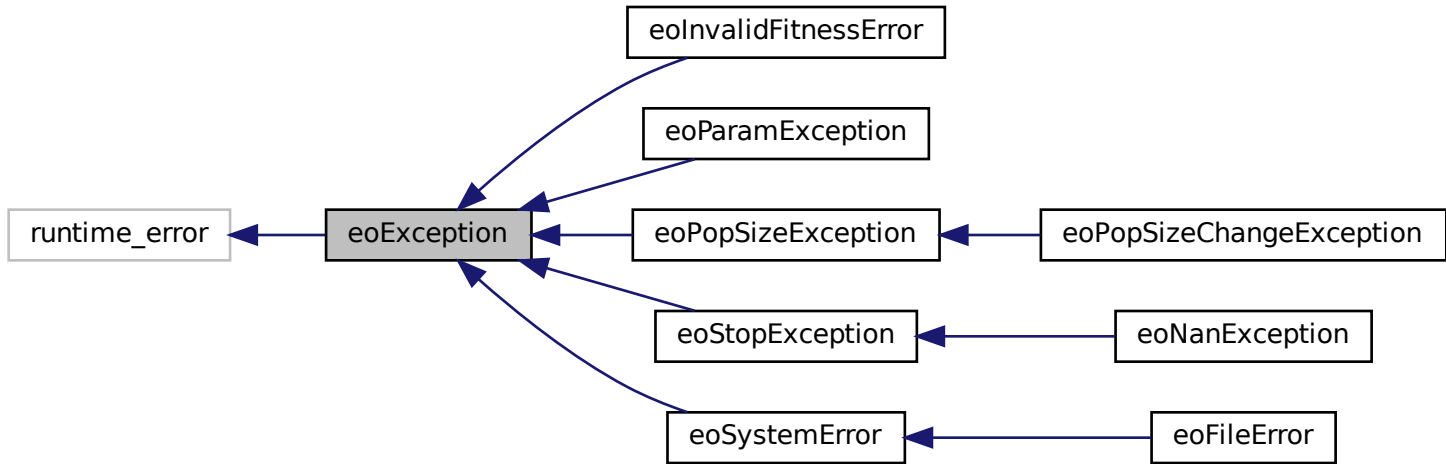 eoInvalidFitnessError
eoParamException
runtime_error
eoException
eoPopSizeException
eoPopSizeChangeException
eoStopException
eoNanException
eoSystemError
eoFileError